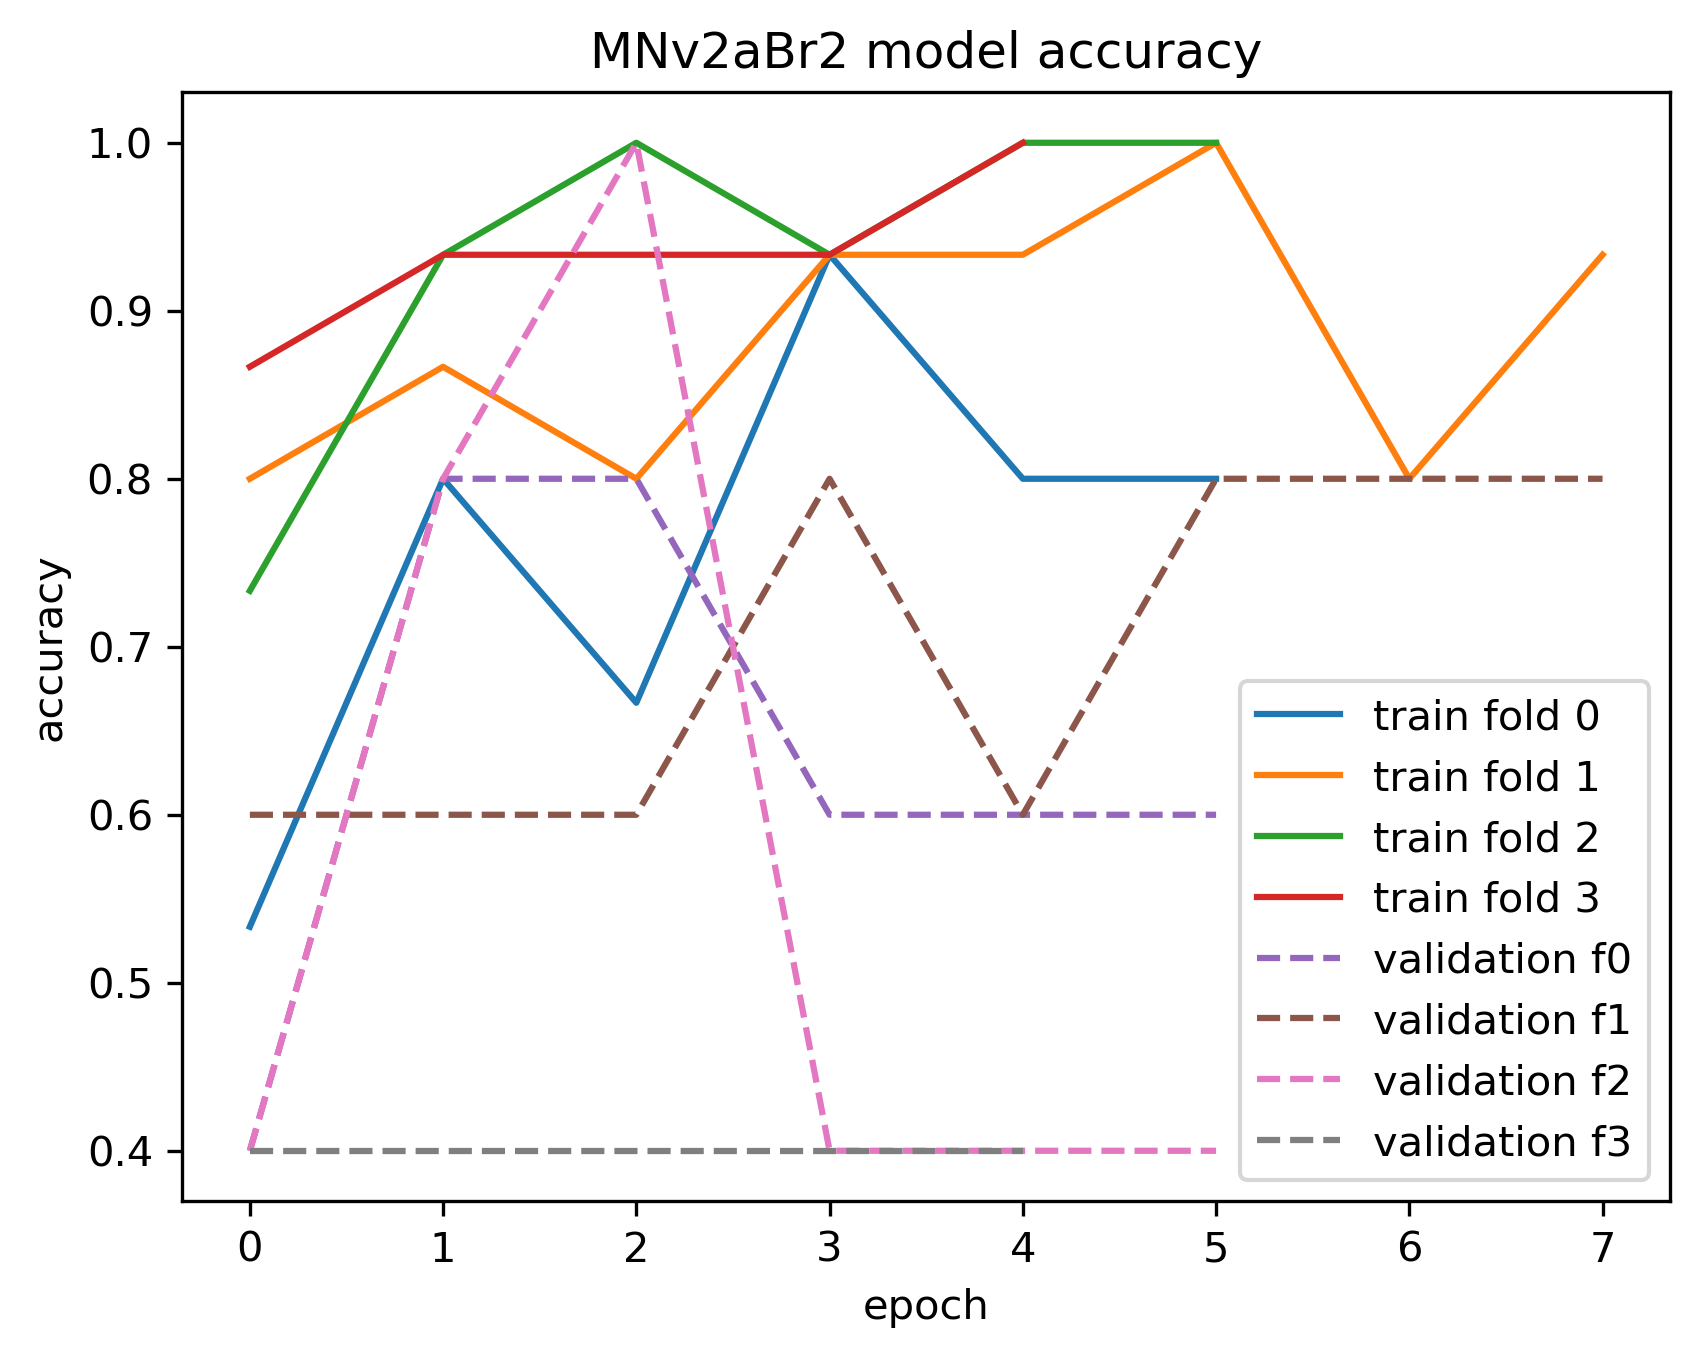 MNv2aBr2 model accuracy
1.0
0.9
0.8
0.7
0.6
0.5
0.4
accuracy
train fold 0
train fold 1
train fold 2
train fold 3
validation f0
validation f1
validation f2
validation f3
0 1 2 3 4 5 6 7
epoch